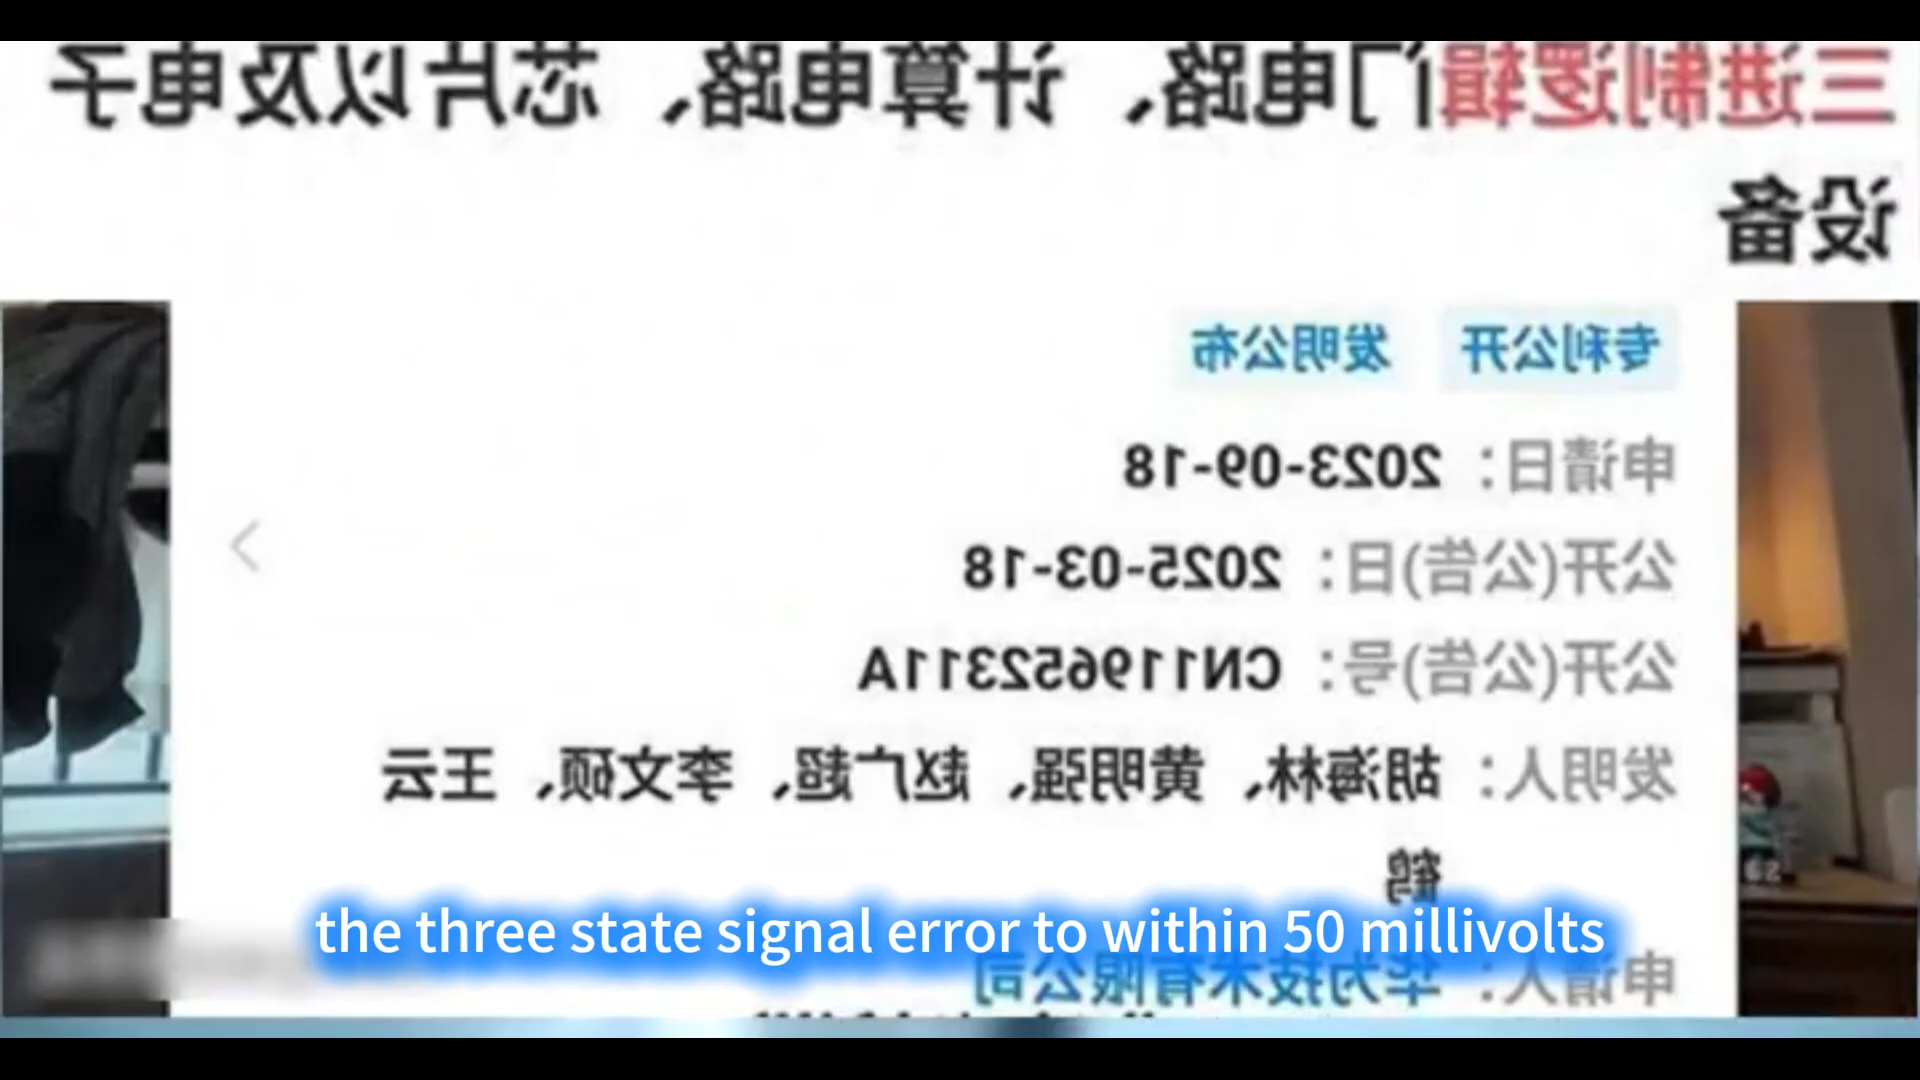 三进制逻辑门电路、计算电路、芯片以及电子
设备
专利公开 发明公布
申请日：2023-09-18
公开(公告)日：2025-03-18
公开(公告)号：CN119652311A
发明人：胡海林、黄明强、赵广超、李文硕、王云
鹤
the three state signal error to within 50 millivolts
申请人：华为技术有限公司